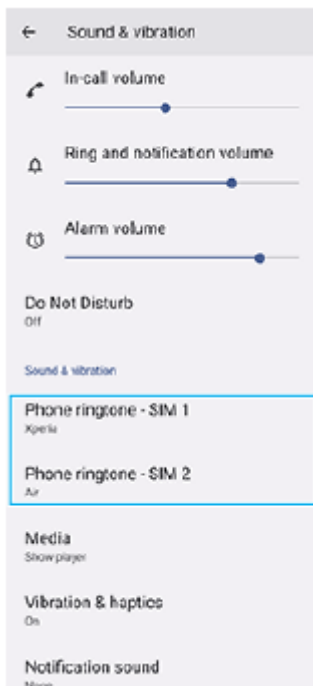 Sound & vibration
In-call volume
Ring and notification volume
Alarm volume
Do Not Disturb
Off
Sound & vibration
Phone ringtone - SIM 1
Xperia
Phone ringtone - SIM 2
Air
Media
Show player
Vibration & haptics
On
Notification sound